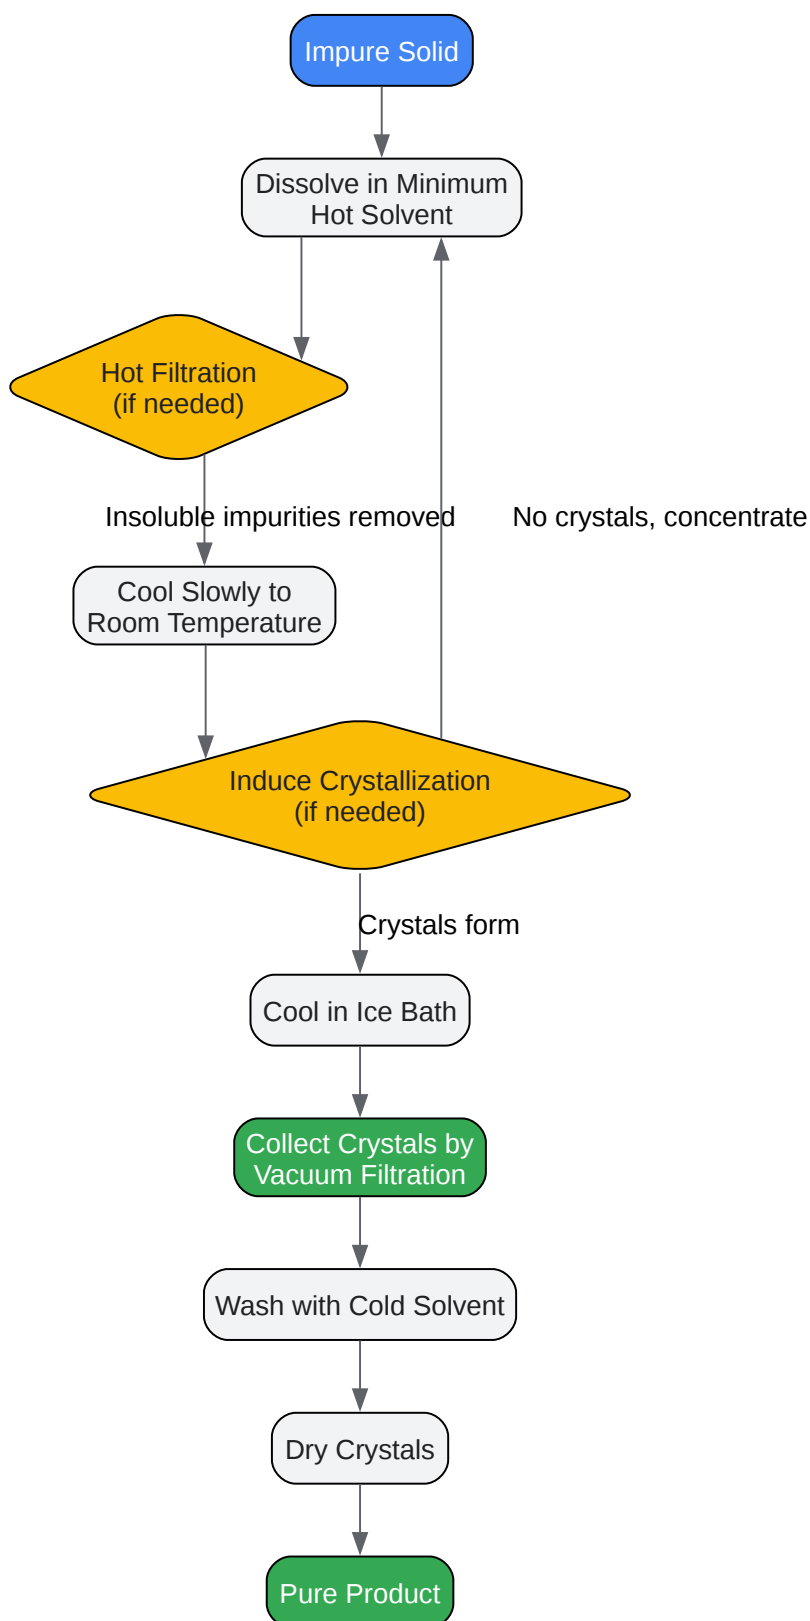 Impure Solid
Dissolve in Minimum
Hot Solvent
Hot Filtration
(if needed)
Insoluble impurities removed
No crystals, concentrate
Cool Slowly to
Room Temperature
Induce Crystallization
(if needed)
Crystals form
Cool in Ice Bath
Collect Crystals by
Vacuum Filtration
Wash with Cold Solvent
Dry Crystals
Pure Product